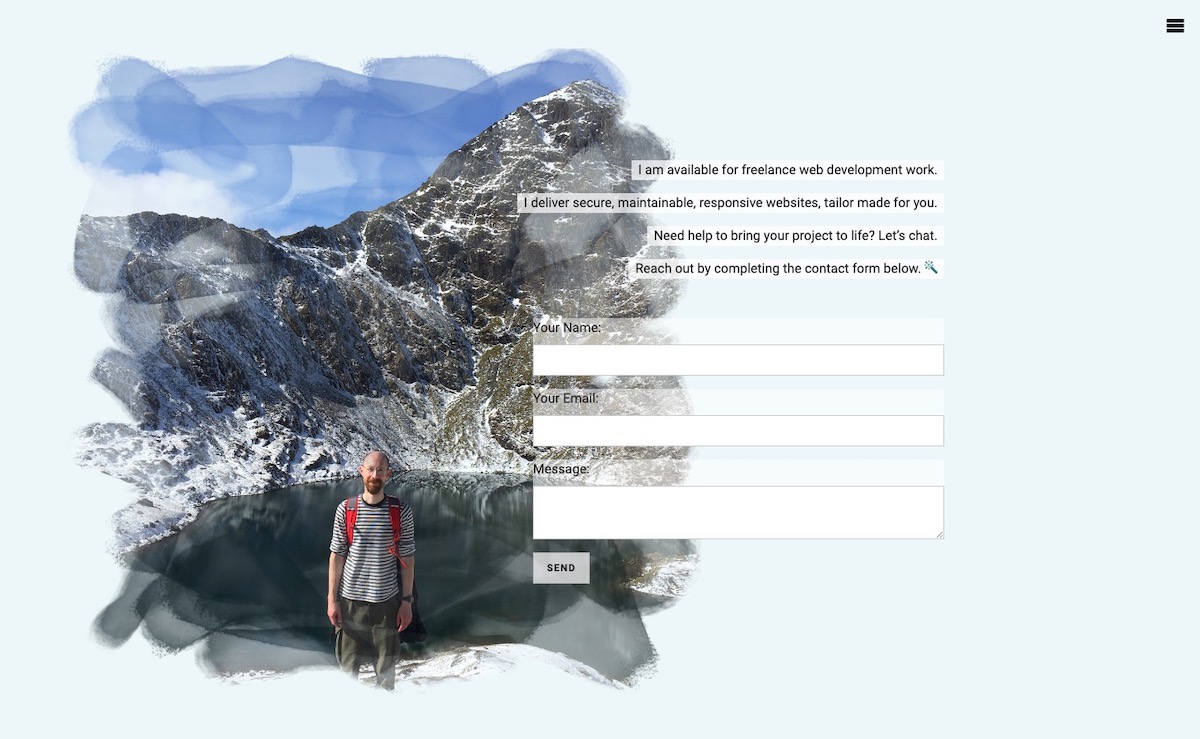 I am available for freelance web development work.
I deliver secure, maintainable, responsive websites, tailor made for you.
Need help to bring your project to life? Let’s chat.
Reach out by completing the contact form below.
Your Name:
Your Email:
Message:
SEND